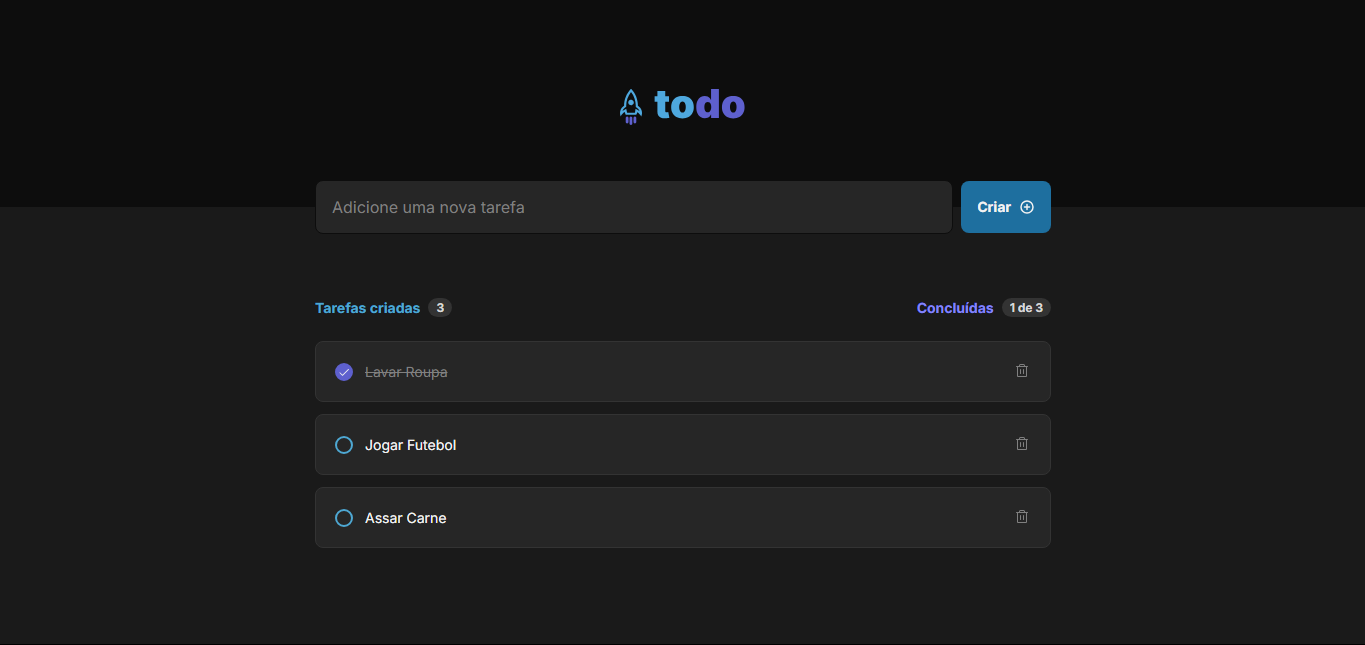 todo
Adicione uma nova tarefa
Criar
Tarefas criadas 3
Concluídas 1 de 3
Lavar Roupa
Jogar Futebol
Assar Carne